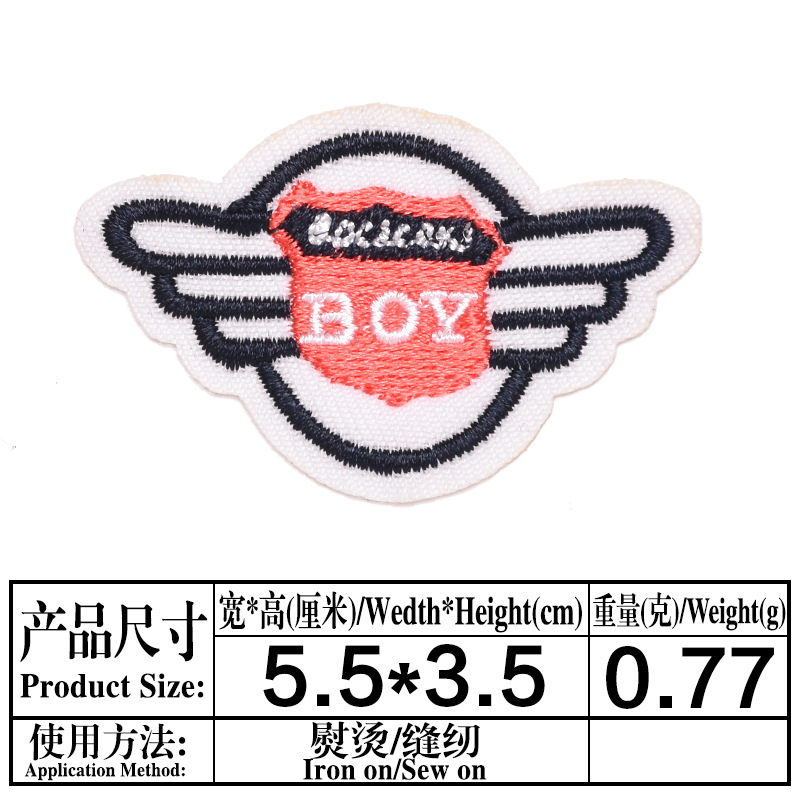 BOY
产品尺寸
Product Size:
宽*高(厘米)/Wedth*Height(cm)
重量(克)/Weight(g)
5.5*3.5
0.77
使用方法:
Application Method:
熨烫/缝纫
Iron on/Sew on